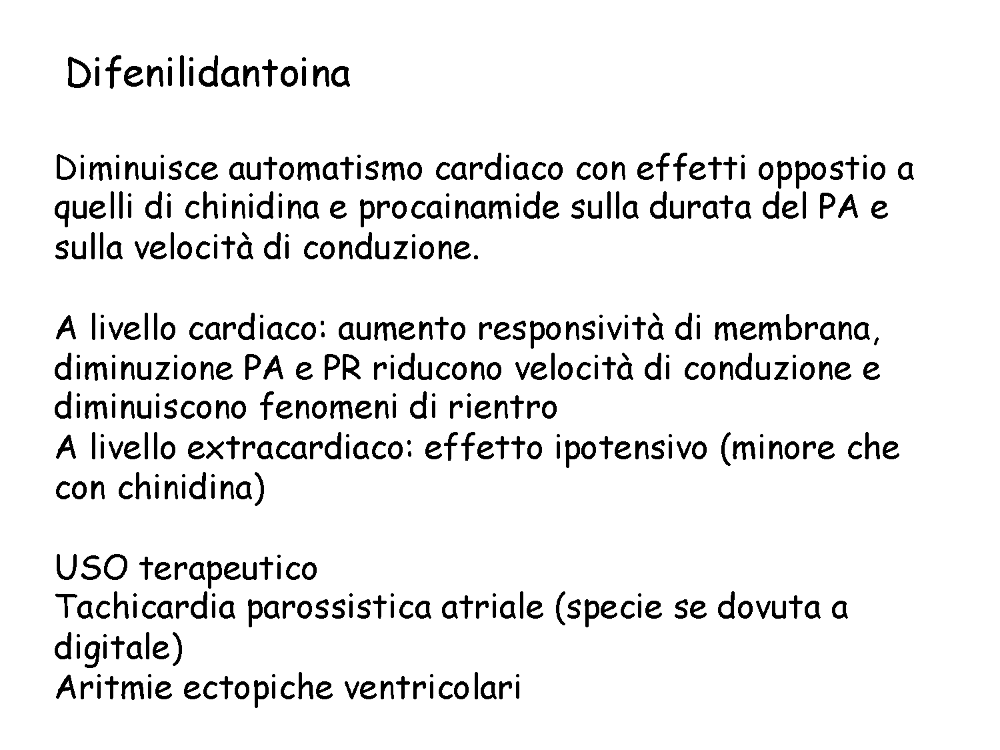 Difenilidantoina
Diminuisce automatismo cardiaco con effetti oppostio a
quelli di chinidina e procainamide sulla durata del PA e
sulla velocità di conduzione.
A livello cardiaco: aumento responsività di membrana,
diminuzione PA e PR riducono velocità di conduzione e
diminuiscono fenomeni di rientro
A livello extracardiaco: effetto ipotensivo (minore che
con chinidina)
USO terapeutico
Tachicardia parossistica atriale (specie se dovuta a
digitale)
Aritmie ectopiche ventricolari